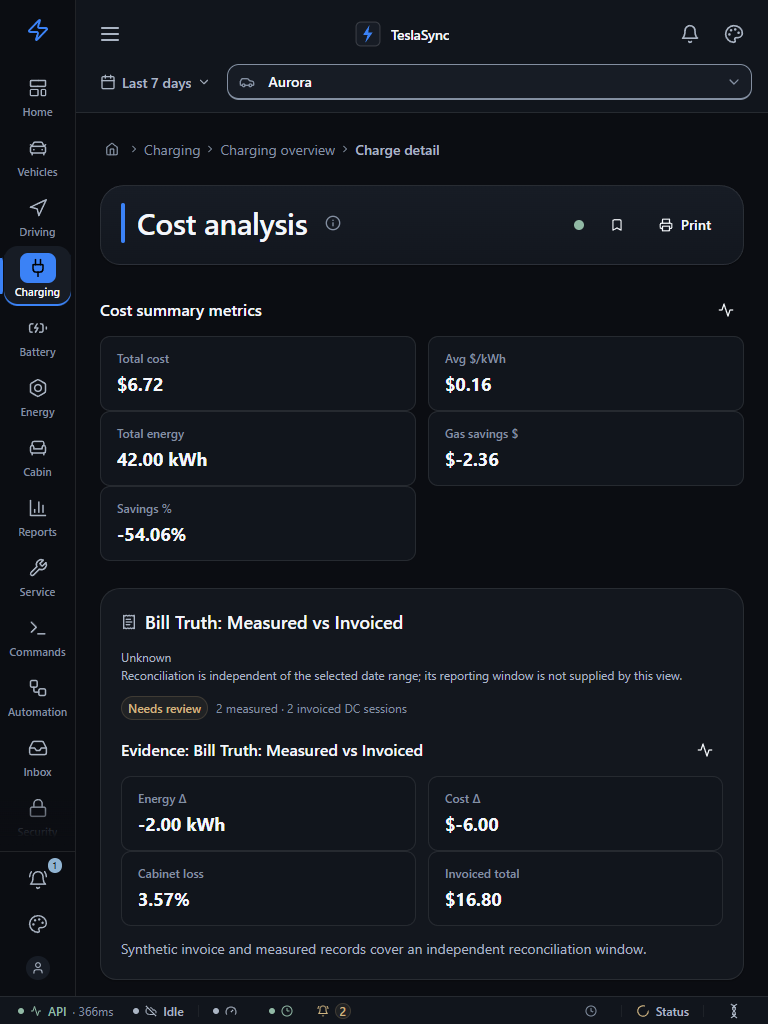 TeslaSync
Last 7 days
Aurora
Home
Vehicles
Driving
Charging
Battery
Energy
Cabin
Reports
Service
Commands
Automation
Inbox
Security
1
Charging > Charging overview > Charge detail
Cost analysis
Print
Cost summary metrics
Total cost
$6.72
Avg $/kWh
$0.16
Total energy
42.00 kWh
Gas savings $
$-2.36
Savings %
-54.06%
Bill Truth: Measured vs Invoiced
Unknown
Reconciliation is independent of the selected date range; its reporting window is not supplied by this view.
Needs review 2 measured · 2 invoiced DC sessions
Evidence: Bill Truth: Measured vs Invoiced
Energy Δ
-2.00 kWh
Cost Δ
$-6.00
Cabinet loss
3.57%
Invoiced total
$16.80
Synthetic invoice and measured records cover an independent reconciliation window.
API · 366ms Idle 2 Status